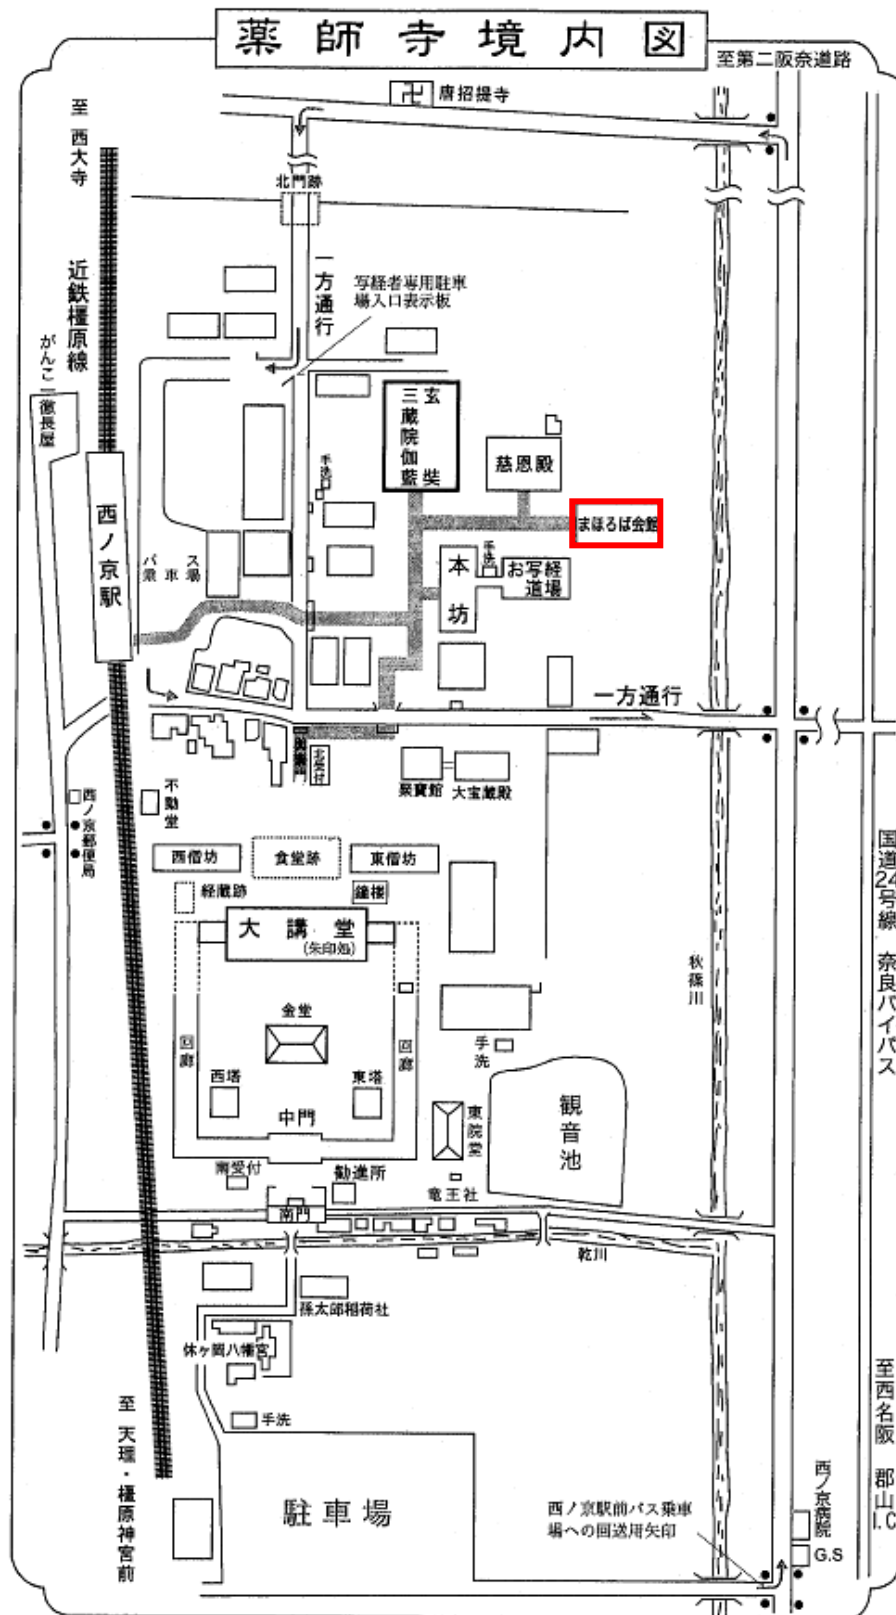 薬師寺境内図
至第二阪奈道路
唐招提寺
至 西大寺
北門跡
近鉄橿原線
一方通行
写経者専用駐車
場入口表示板
がんこ一徹長屋
玄奘
三蔵院伽藍
慈恩殿
手洗
まほろば会館
西ノ京駅
バス
乗車場
本坊
手洗
お写経
道場
一方通行
北受付
聚寶館
大宝蔵殿
不動堂
西ノ京郵便局
西僧坊
食堂跡
東僧坊
経蔵跡
鐘楼
大講堂
(朱印処)
国道24号線 奈良バイパス
秋篠川
金堂
回廊
回廊
手洗
西塔
東塔
中門
東院堂
観音池
南受付
勧進所
竜王社
南門
乾川
孫太郎稲荷社
休ヶ岡八幡宮
至 天理・橿原神宮前
手洗
至西名阪 郡山I.C
駐車場
西ノ京駅前バス乗車
場への回送用矢印
西ノ京病院
G.S